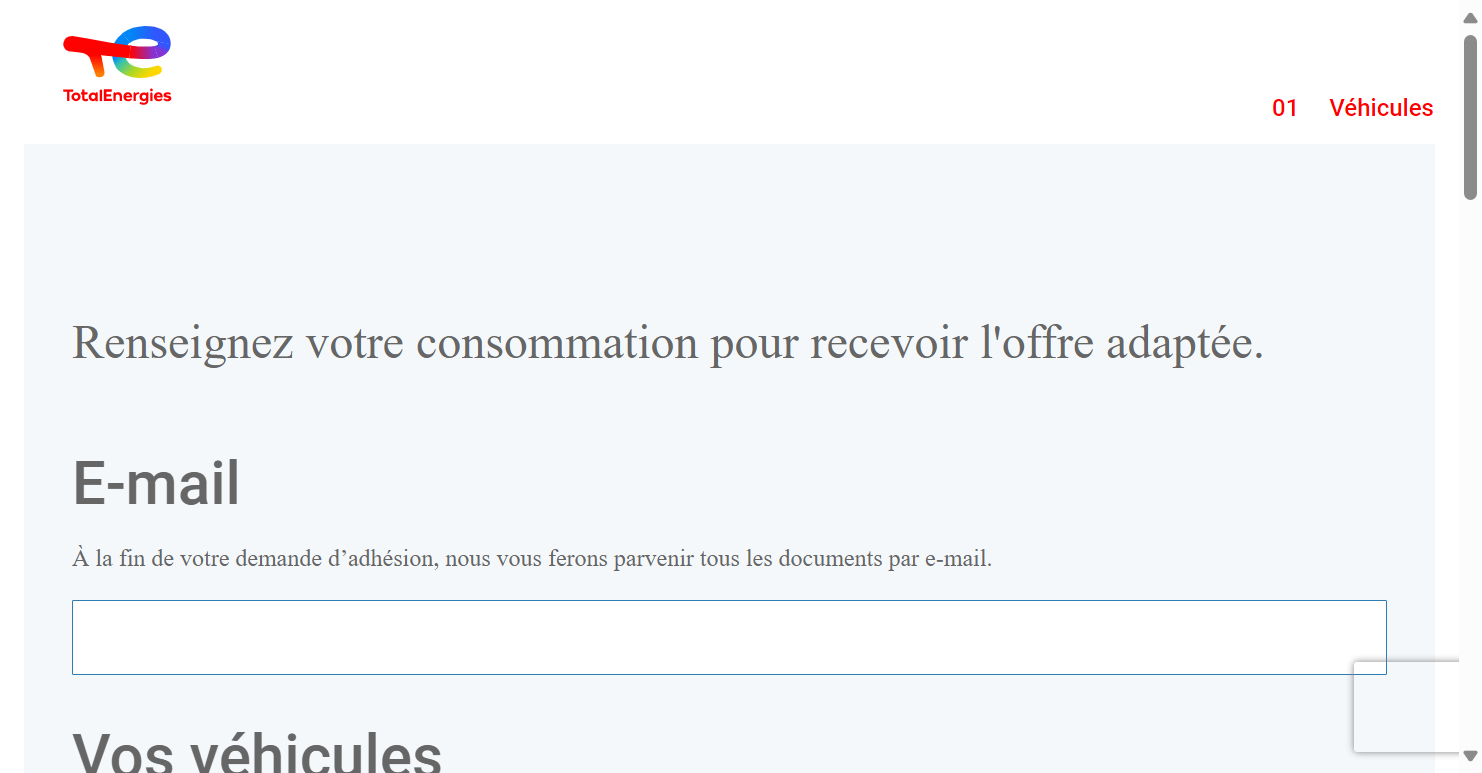 TotalEnergies
01 Véhicules
Renseignez votre consommation pour recevoir l'offre adaptée.
E-mail
À la fin de votre demande d’adhésion, nous vous ferons parvenir tous les documents par e-mail.
Vos véhicules